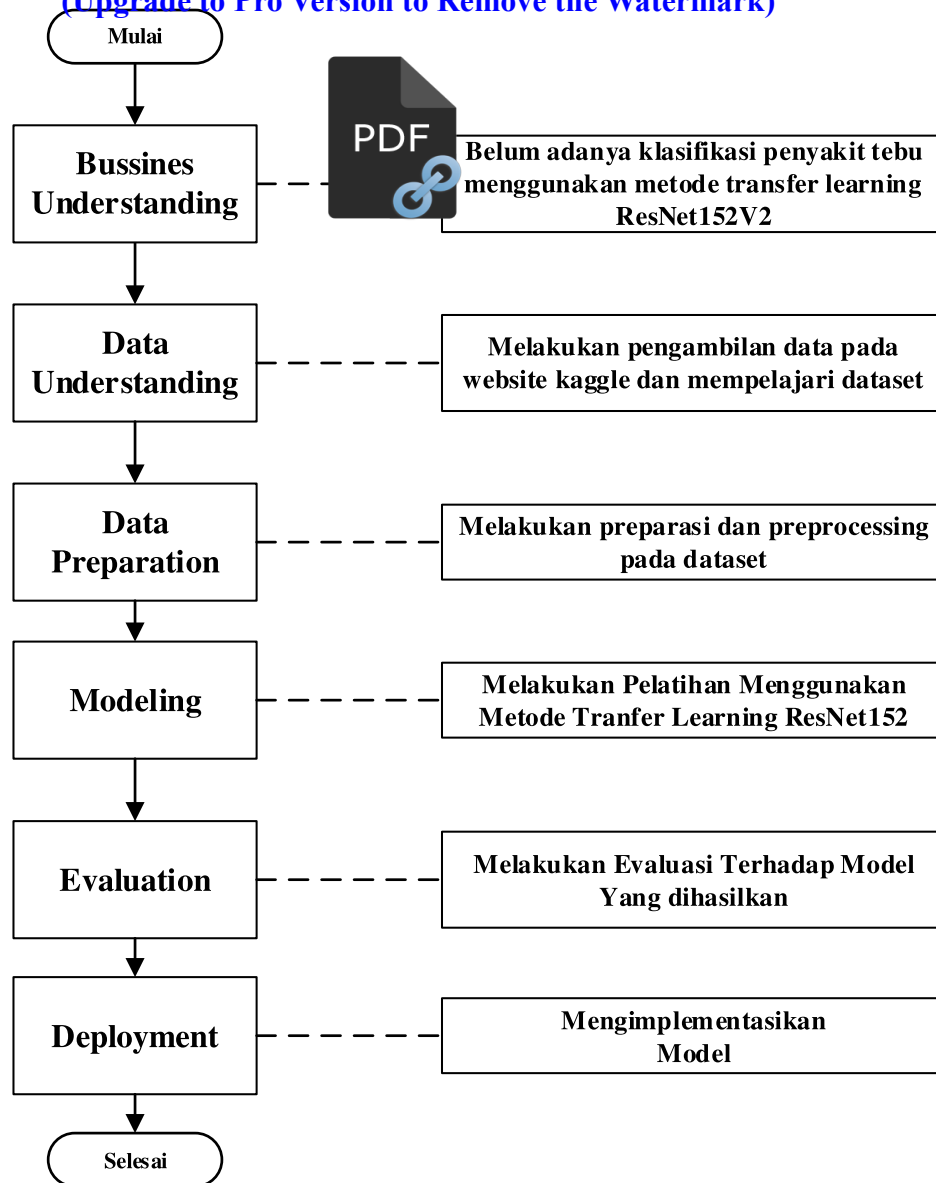 (Upgrade to Pro Version to Remove the Watermark)
Mulai
PDF
Bussines
Understanding
Belum adanya klasifikasi penyakit tebu
menggunakan metode transfer learning
ResNet152V2
Data
Understanding
Melakukan pengambilan data pada
website kaggle dan mempelajari dataset
Data
Preparation
Melakukan preparasi dan preprocessing
pada dataset
Modeling
Melakukan Pelatihan Menggunakan
Metode Tranfer Learning ResNet152
Evaluation
Melakukan Evaluasi Terhadap Model
Yang dihasilkan
Deployment
Mengimplementasikan
Model
Selesai